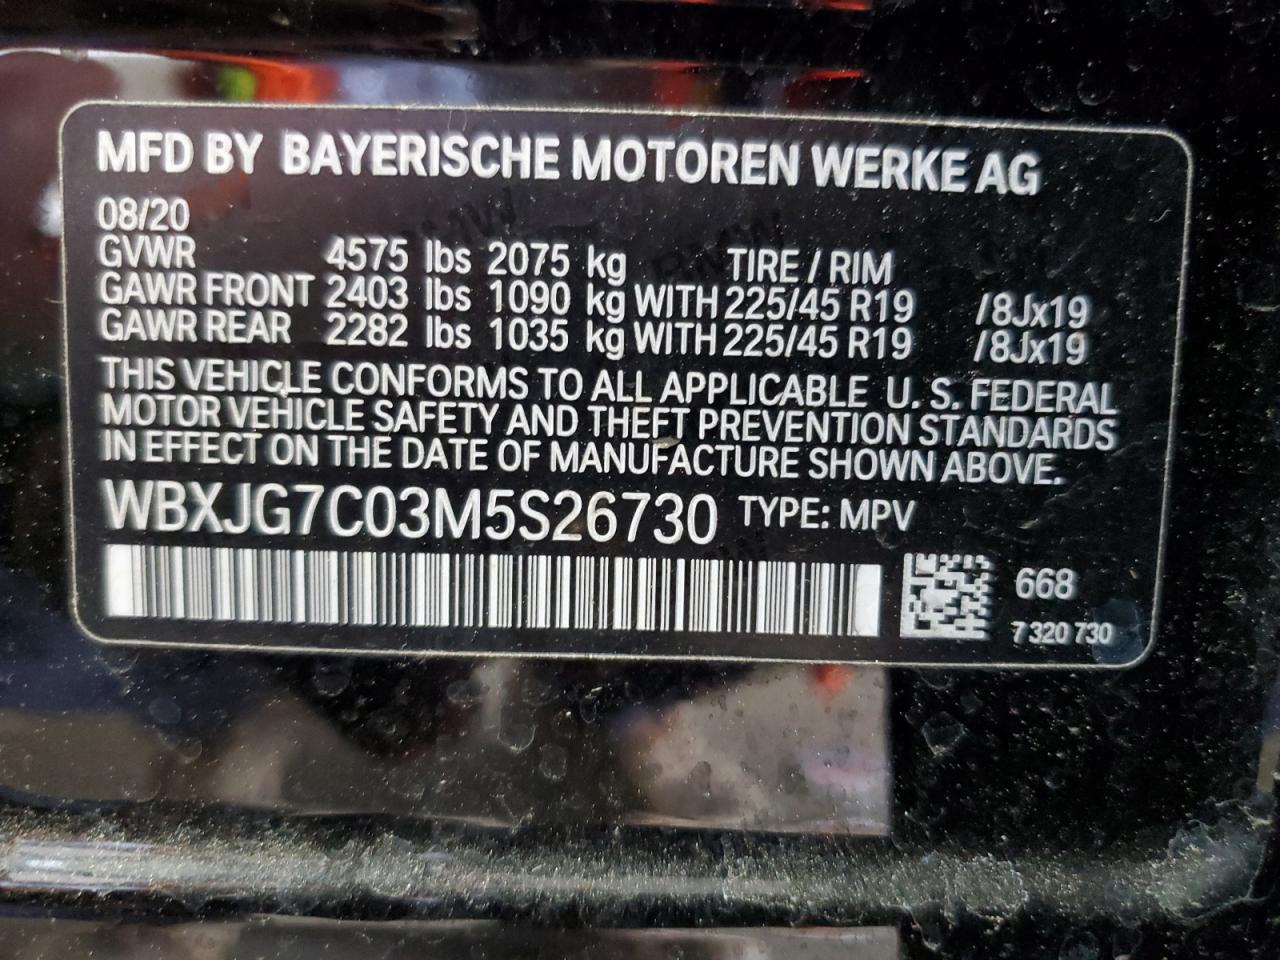 MFD BY BAYERISCHE MOTOREN WERKE AG
08/20
GVWR 4575 lbs 2075 kg TIRE / RIM
GAWR FRONT 2403 lbs 1090 kg WITH 225/45 R19 /8Jx19
GAWR REAR 2282 lbs 1035 kg WITH 225/45 R19 /8Jx19
THIS VEHICLE CONFORMS TO ALL APPLICABLE U. S. FEDERAL
MOTOR VEHICLE SAFETY AND THEFT PREVENTION STANDARDS
IN EFFECT ON THE DATE OF MANUFACTURE SHOWN ABOVE.
WBXJG7C03M5S26730 TYPE: MPV
668
7 320 730